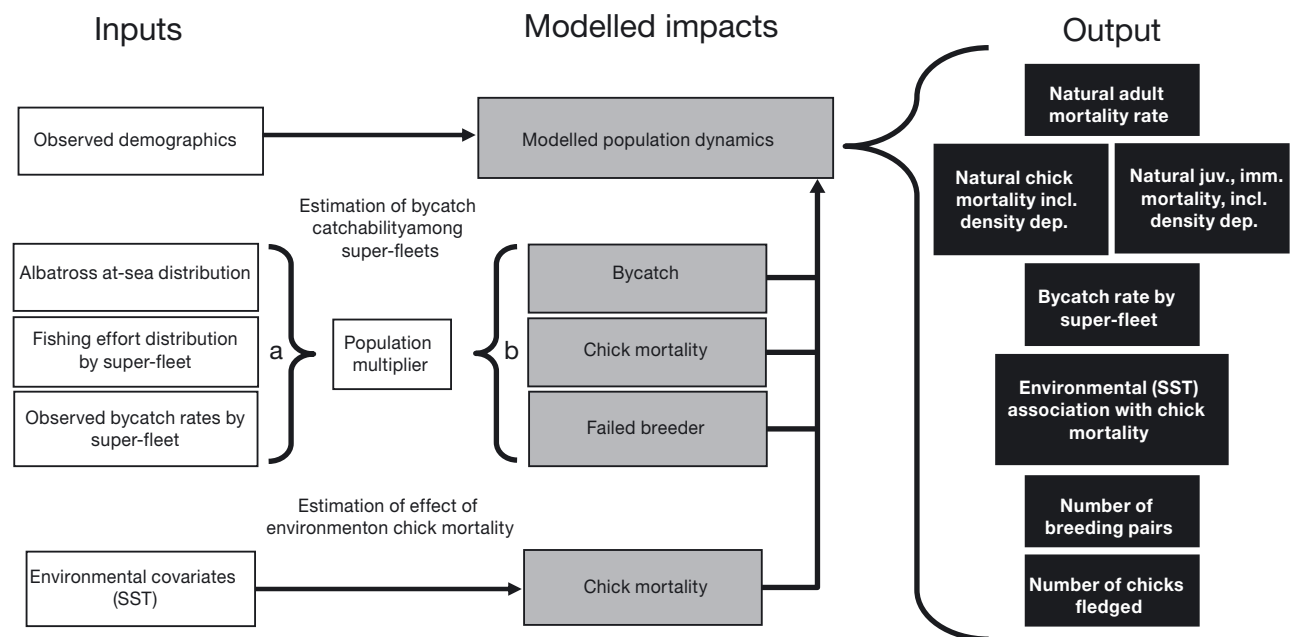 Inputs
Modelled impacts
Output
Observed demographics
Modelled population dynamics
Natural adult
mortality rate
Natural chick
mortality incl.
density dep.
Natural juv., imm.
mortality, incl.
density dep.
Estimation of bycatch
catchabilityamong
super-fleets
Albatross at-sea distribution
Fishing effort distribution
by super-fleet
Observed bycatch rates by
super-fleet
a
Population
multiplier
b
Bycatch
Chick mortality
Failed breeder
Bycatch rate by
super-fleet
Environmental (SST)
association with chick
mortality
Estimation of effect of
environmenton chick mortality
Environmental covariates
(SST)
Chick mortality
Number of
breeding pairs
Number of chicks
fledged